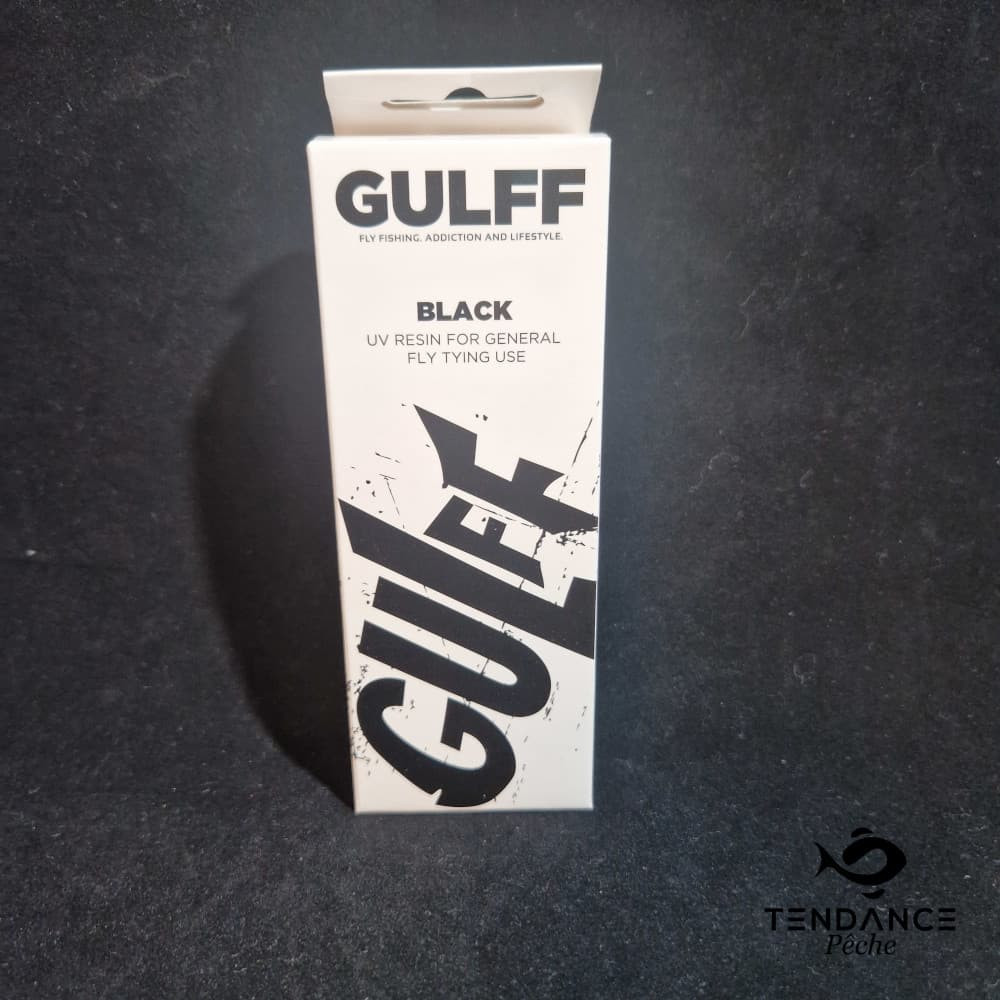 GULFF
FLY FISHING. ADDICTION AND LIFESTYLE.
BLACK
UV RESIN FOR GENERAL
FLY TYING USE
GULFF
TENDANCE
Pêche